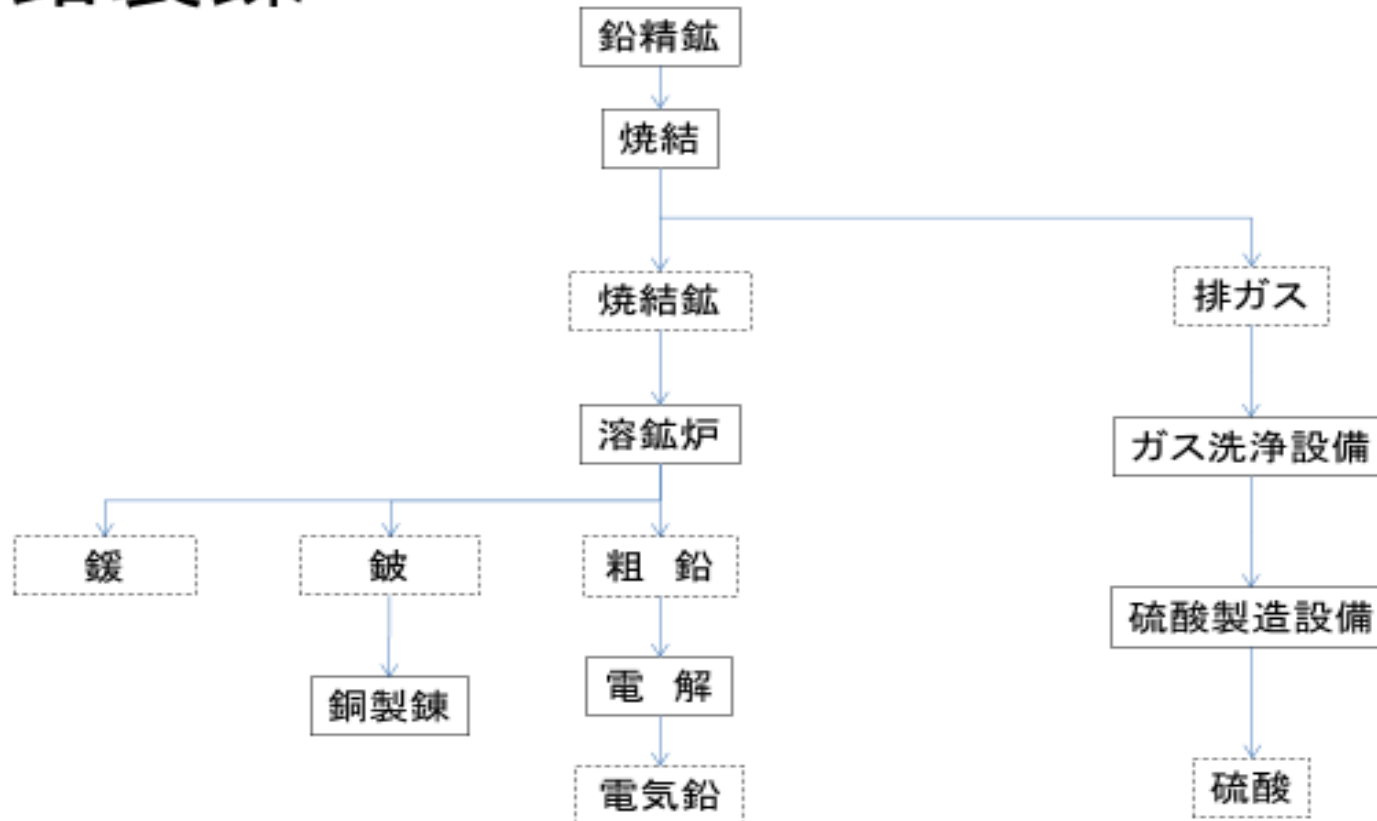 鉛精鉱
焼結
焼結鉱
排ガス
溶鉱炉
ガス洗浄設備
鍰
鈹
粗 鉛
硫酸製造設備
電 解
銅製錬
電気鉛
硫酸